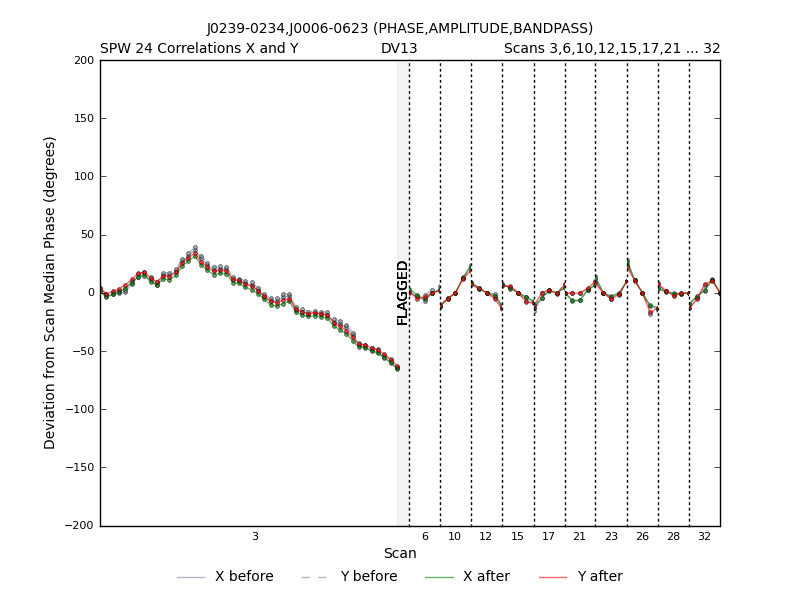 J0239-0234,J0006-0623 (PHASE,AMPLITUDE,BANDPASS)
SPW 24 Correlations X and Y DV13 Scans 3,6,10,12,15,17,21 ... 32
200
150
100
50
0
−50
−100
−150
−200
Deviation from Scan Median Phase (degrees)
FLAGGED
3 6 10 12 15 17 21 23 26 28 32
Scan
X before Y before X after Y after